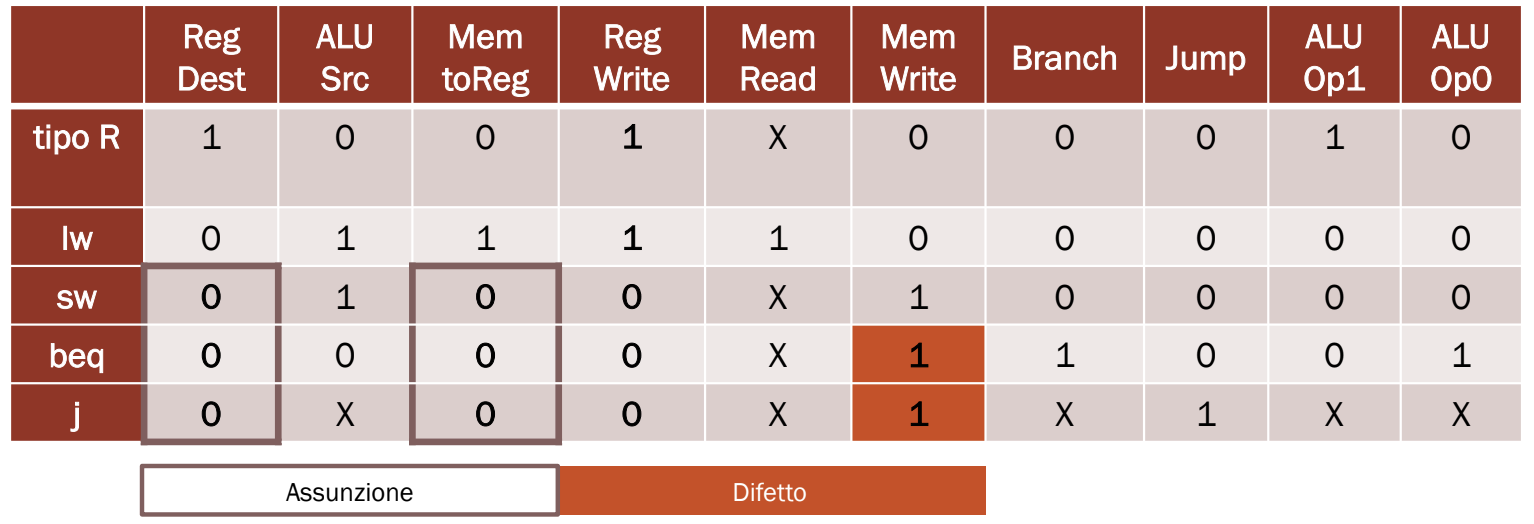 Reg Dest ALU Src Mem toReg Reg Write Mem Read Mem Write Branch Jump ALU Op1 ALU Op0
tipo R 1 0 0 1 X 0 0 0 1 0
lw 0 1 1 1 1 0 0 0 0 0
sw 0 1 0 0 X 1 0 0 0 0
beq 0 0 0 0 X 1 1 0 0 1
j 0 X 0 0 X 1 X 1 X X
Assunzione Difetto